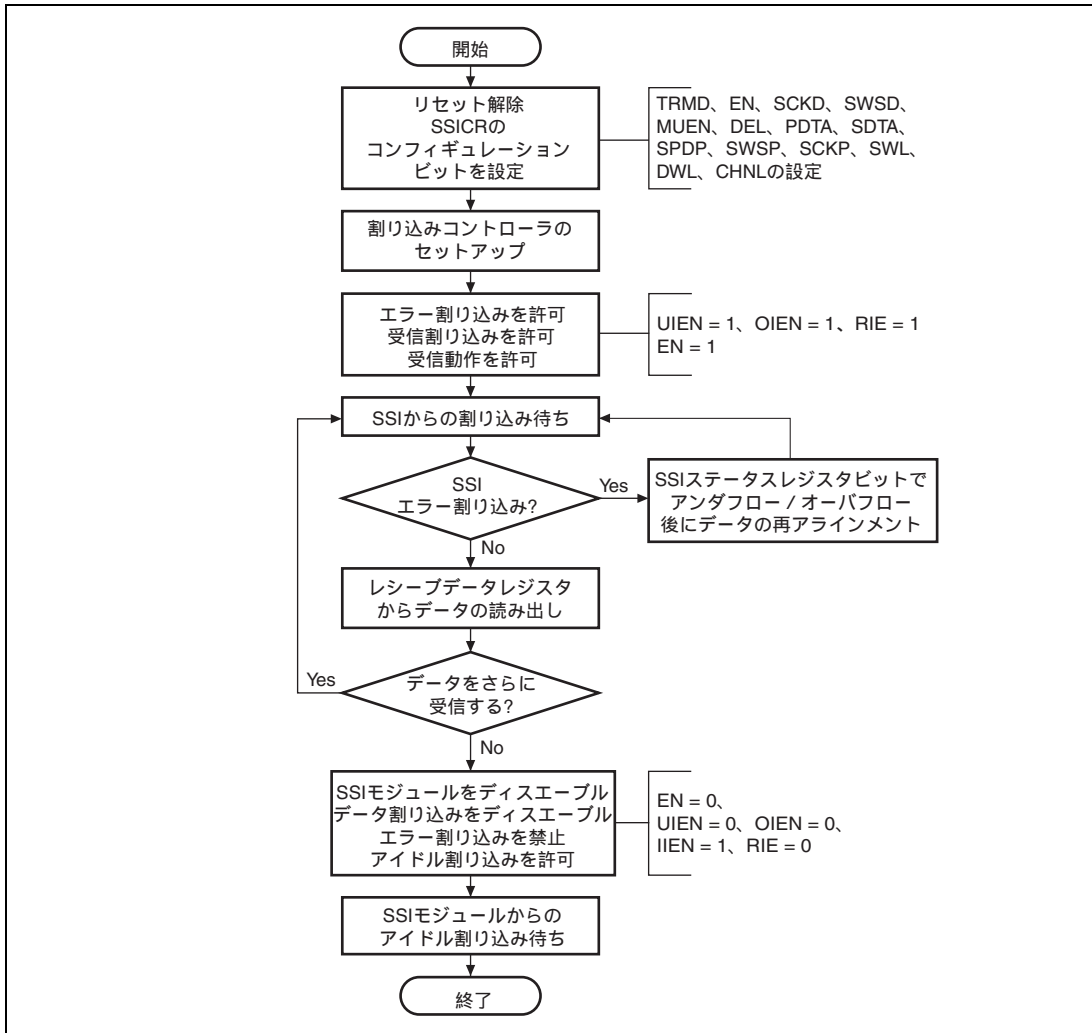 開始
リセット解除
SSICRの
コンフィギュレーション
ビットを設定
TRMD、EN、SCKD、SWSD、
MUEN、DEL、PDTA、SDTA、
SPDP、SWSP、SCKP、SWL、
DWL、CHNLの設定
割り込みコントローラの
セットアップ
エラー割り込みを許可
受信割り込みを許可
受信動作を許可
UIEN = 1、OIEN = 1、RIE = 1
EN = 1
SSIからの割り込み待ち
SSI
エラー割り込み?
Yes
SSIステータスレジスタビットで
アンダフロー / オーバフロー
後にデータの再アラインメント
No
レシーブデータレジスタ
からデータの読み出し
Yes
データをさらに
受信する?
No
SSIモジュールをディスエーブル
データ割り込みをディスエーブル
エラー割り込みを禁止
アイドル割り込みを許可
EN = 0、
UIEN = 0、OIEN = 0、
IIEN = 1、RIE = 0
SSIモジュールからの
アイドル割り込み待ち
終了